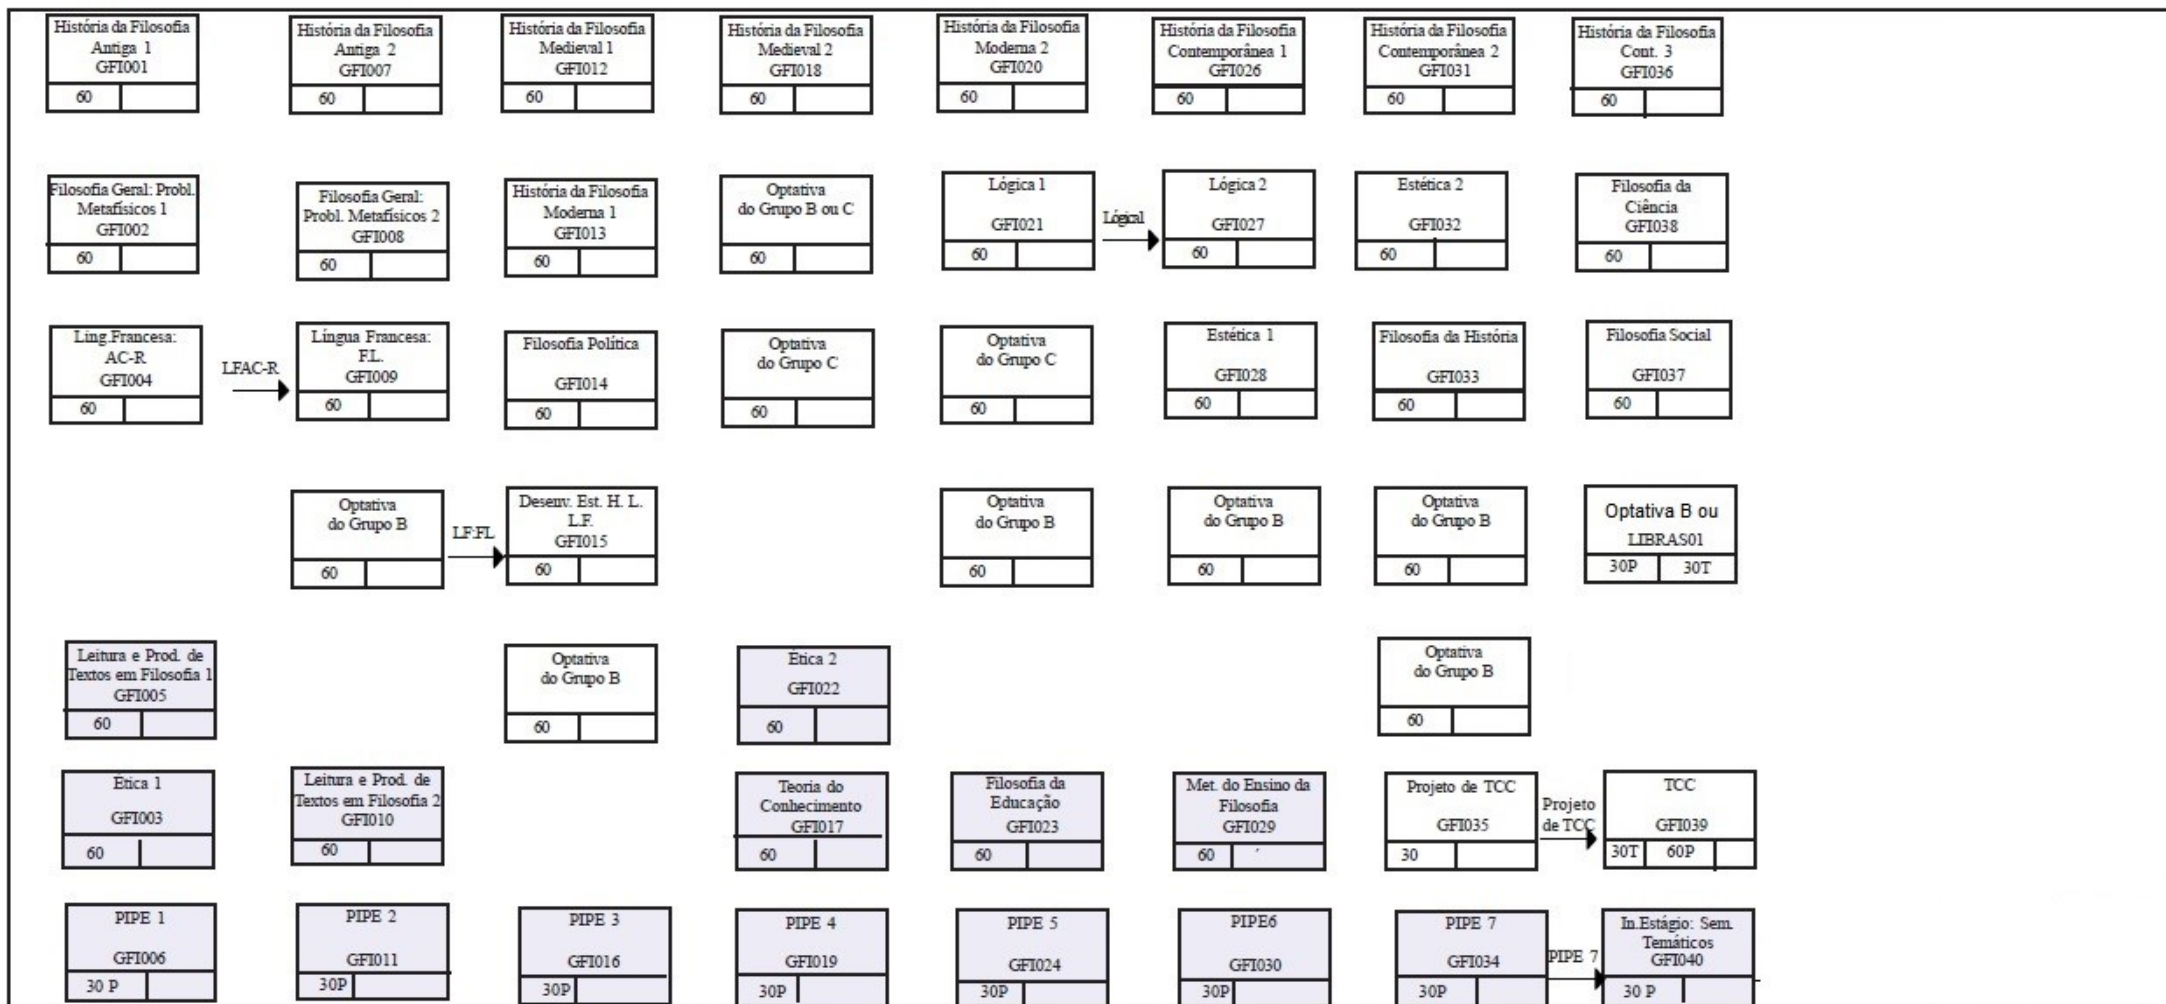 História da Filosofia
Antiga 1
GFI001
60
História da Filosofia
Antiga 2
GFI007
60
História da Filosofia
Medieval 1
GFI012
60
História da Filosofia
Medieval 2
GFI018
60
História da Filosofia
Moderna 2
GFI020
60
História da Filosofia
Contemporânea 1
GFI026
60
História da Filosofia
Contemporânea 2
GFI031
60
História da Filosofia
Cont. 3
GFI036
60
Filosofia Geral: Probl.
Metafísicos 1
GFI002
60
Filosofia Geral:
Probl. Metafísicos 2
GFI008
60
História da Filosofia
Moderna 1
GFI013
60
Optativa
do Grupo B ou C
60
Lógica 1
GFI021
60
Lógical
Lógica 2
GFI027
60
Estética 2
GFI032
60
Filosofia da
Ciência
GFI038
60
Ling.Francesa:
AC-R
GFI004
60
LFAC-R
Língua Francesa:
F.L.
GFI009
60
Filosofia Política
GFI014
60
Optativa
do Grupo C
60
Optativa
do Grupo C
60
Estética 1
GFI028
60
Filosofia da História
GFI033
60
Filosofia Social
GFI037
60
Optativa
do Grupo B
60
LF:FL
Desenv. Est. H. L.
L.F.
GFI015
60
Optativa
do Grupo B
60
Optativa
do Grupo B
60
Optativa
do Grupo B
60
Optativa B ou
LIBRAS01
30P 30T
Leitura e Prod. de
Textos em Filosofia 1
GFI005
60
Optativa
do Grupo B
60
Ética 2
GFI022
60
Optativa
do Grupo B
60
Ética 1
GFI003
60
Leitura e Prod. de
Textos em Filosofia 2
GFI010
60
Teoria do
Conhecimento
GFI017
60
Filosofia da
Educação
GFI023
60
Met. do Ensino da
Filosofia
GFI029
60
Projeto de TCC
GFI035
30
Projeto
de TCC
TCC
GFI039
30T 60P
PIPE 1
GFI006
30 P
PIPE 2
GFI011
30P
PIPE 3
GFI016
30P
PIPE 4
GFI019
30P
PIPE 5
GFI024
30P
PIPE6
GFI030
30P
PIPE 7
GFI034
30P
PIPE 7
In.Estágio: Sem.
Temáticos
GFI040
30 P